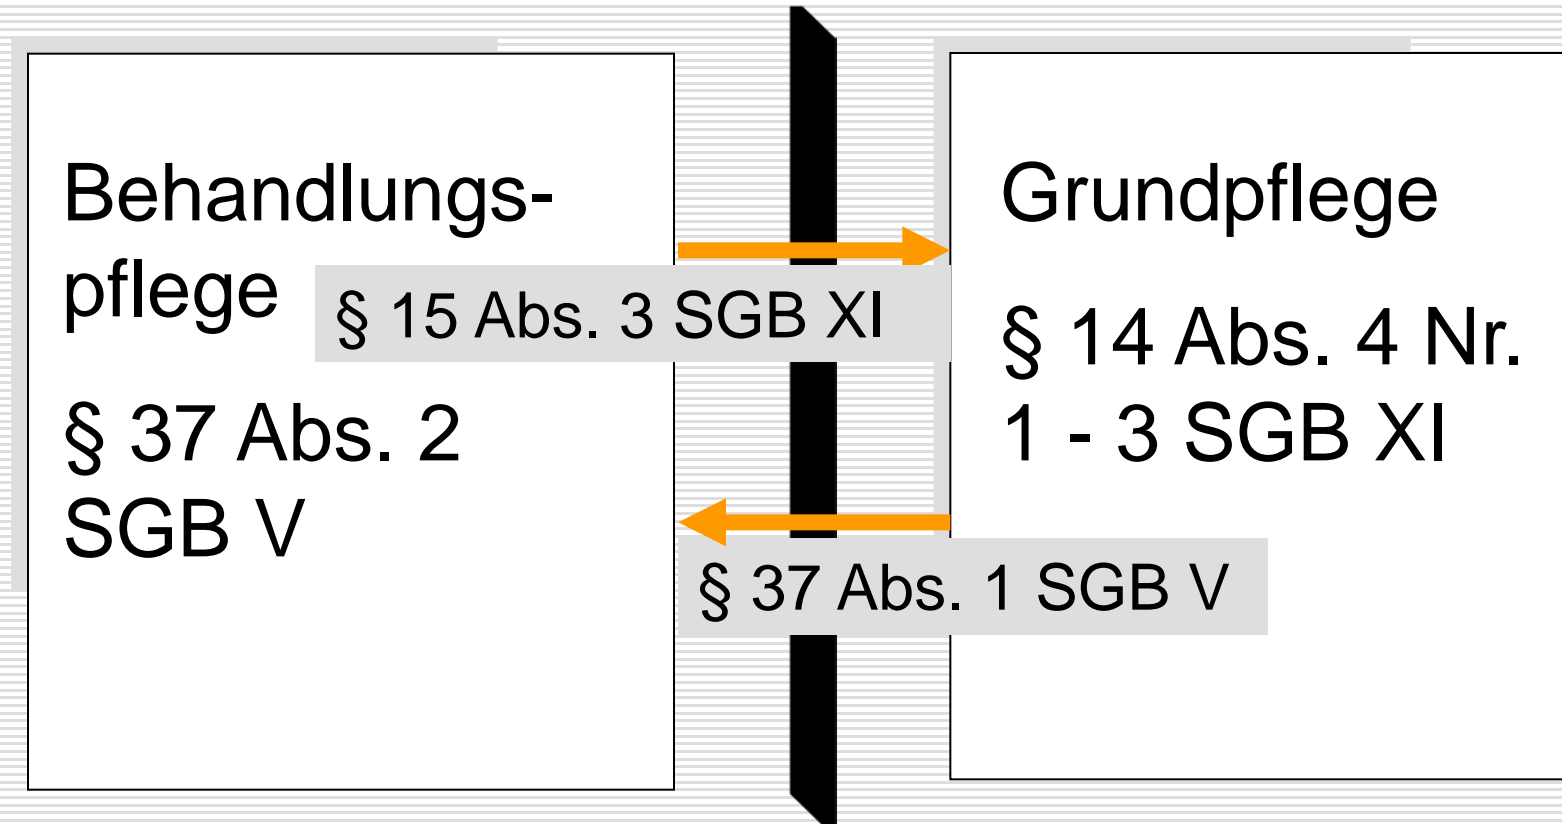 Behandlungs-
pflege
§ 15 Abs. 3 SGB XI
§ 37 Abs. 2
SGB V
Grundpflege
§ 14 Abs. 4 Nr.
1 - 3 SGB XI
§ 37 Abs. 1 SGB V